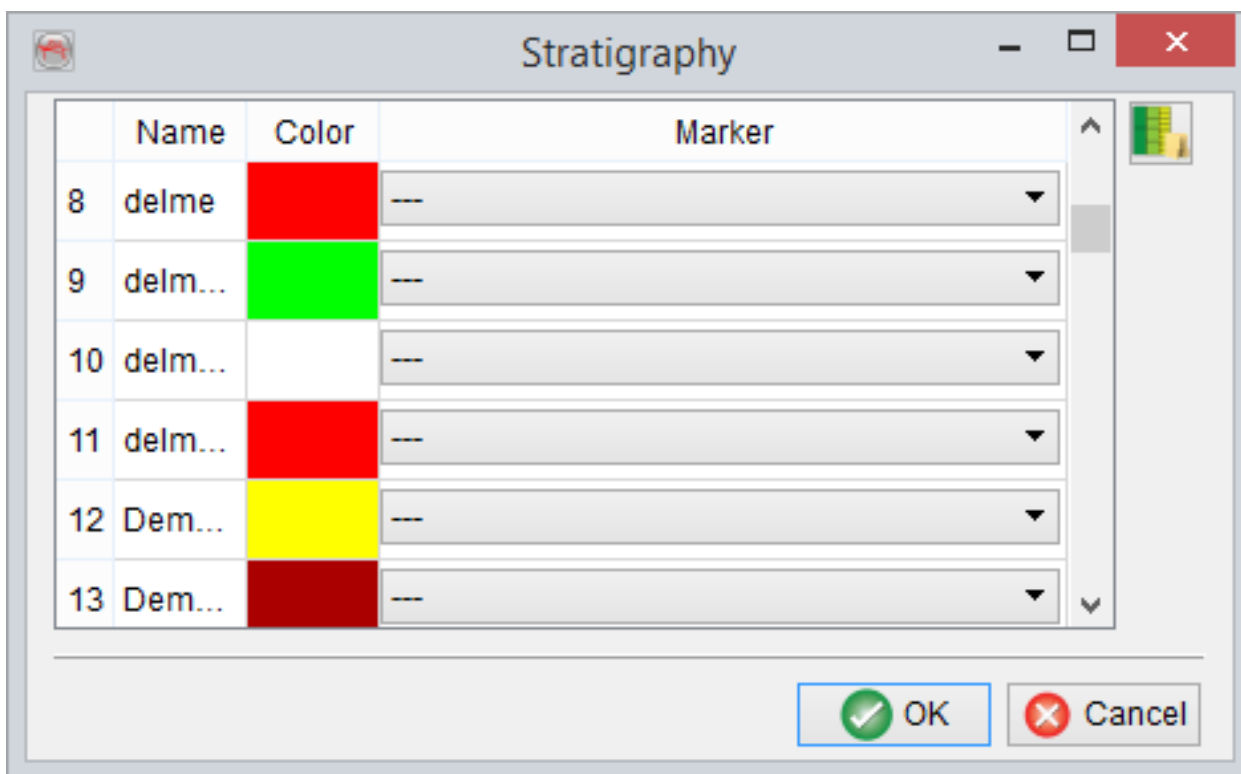 Stratigraphy
Name Color Marker
8 delme ---
9 delm... ---
10 delm... ---
11 delm... ---
12 Dem... ---
13 Dem... ---
OK Cancel